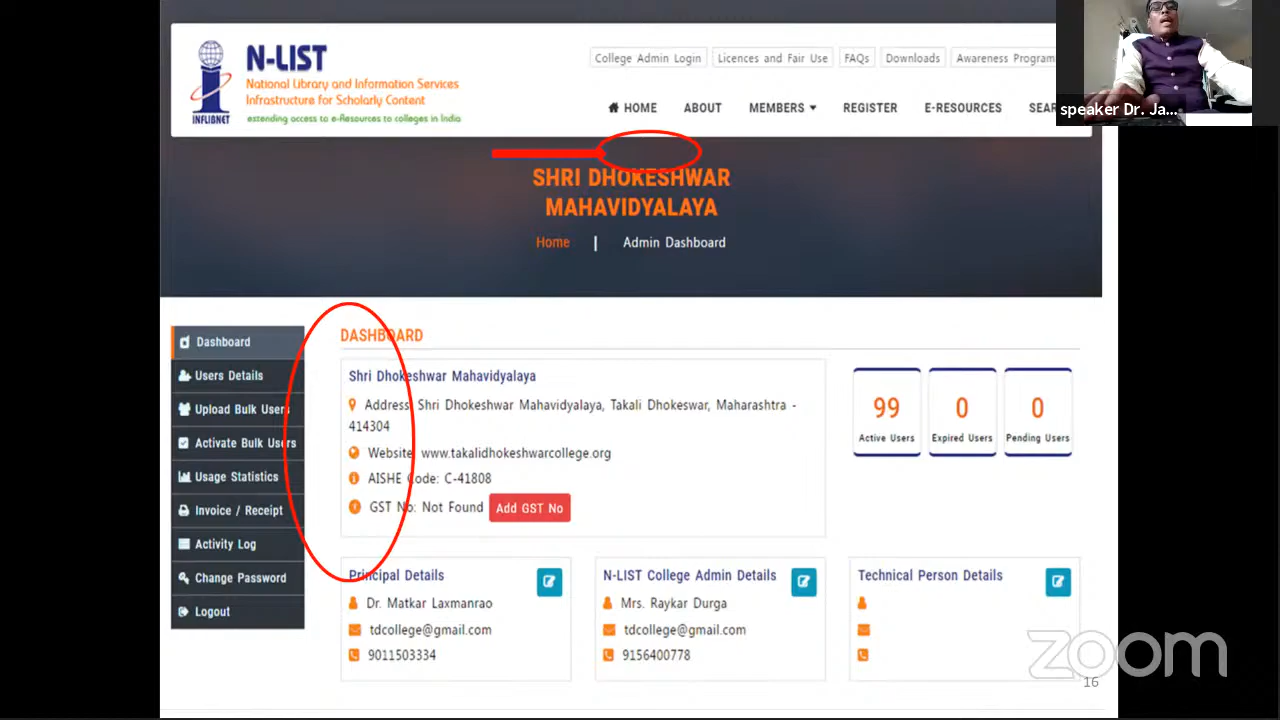 N-LIST
National Library and Information Services
Infrastructure for Scholarly Content
extending access to e-Resources to colleges in India
INFLIBNET
College Admin Login
Licences and Fair Use
FAQs
Downloads
Awareness Program
HOME
ABOUT
MEMBERS
REGISTER
E-RESOURCES
SEAR
speaker Dr. Ja...
SHRI DHOKESHWAR
MAHAVIDYALAYA
Home | Admin Dashboard
Dashboard
Users Details
Upload Bulk Users
Activate Bulk Users
Usage Statistics
Invoice / Receipt
Activity Log
Change Password
Logout
DASHBOARD
Shri Dhokeshwar Mahavidyalaya
Address: Shri Dhokeshwar Mahavidyalaya, Takali Dhokeswar, Maharashtra -
414304
Website: www.takalidhokeshwarcollege.org
AISHE Code: C-41808
GST No: Not Found Add GST No
99
Active Users
0
Expired Users
0
Pending Users
Principal Details
Dr. Matkar Laxmanrao
tdcollege@gmail.com
9011503334
N-LIST College Admin Details
Mrs. Raykar Durga
tdcollege@gmail.com
9156400778
Technical Person Details
zoom
16